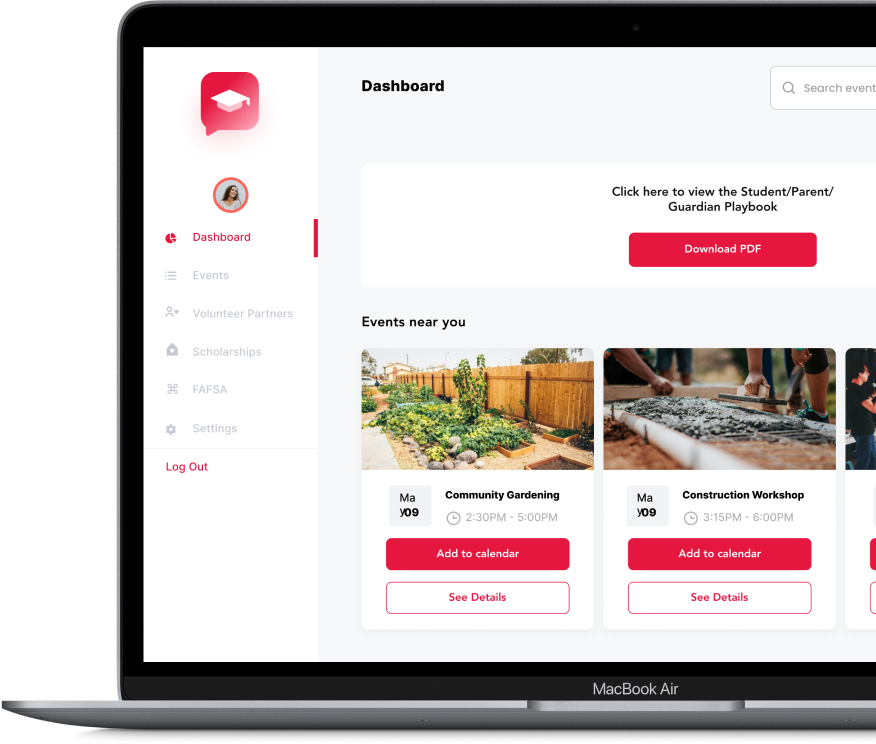 Dashboard
Search event
Dashboard
Events
Volunteer Partners
Scholarships
FAFSA
Settings
Log Out
Click here to view the Student/Parent/
Guardian Playbook
Download PDF
Events near you
Ma
y09
Community Gardening
2:30PM - 5:00PM
Add to calendar
See Details
Ma
y09
Construction Workshop
3:15PM - 6:00PM
Add to calendar
See Details
MacBook Air